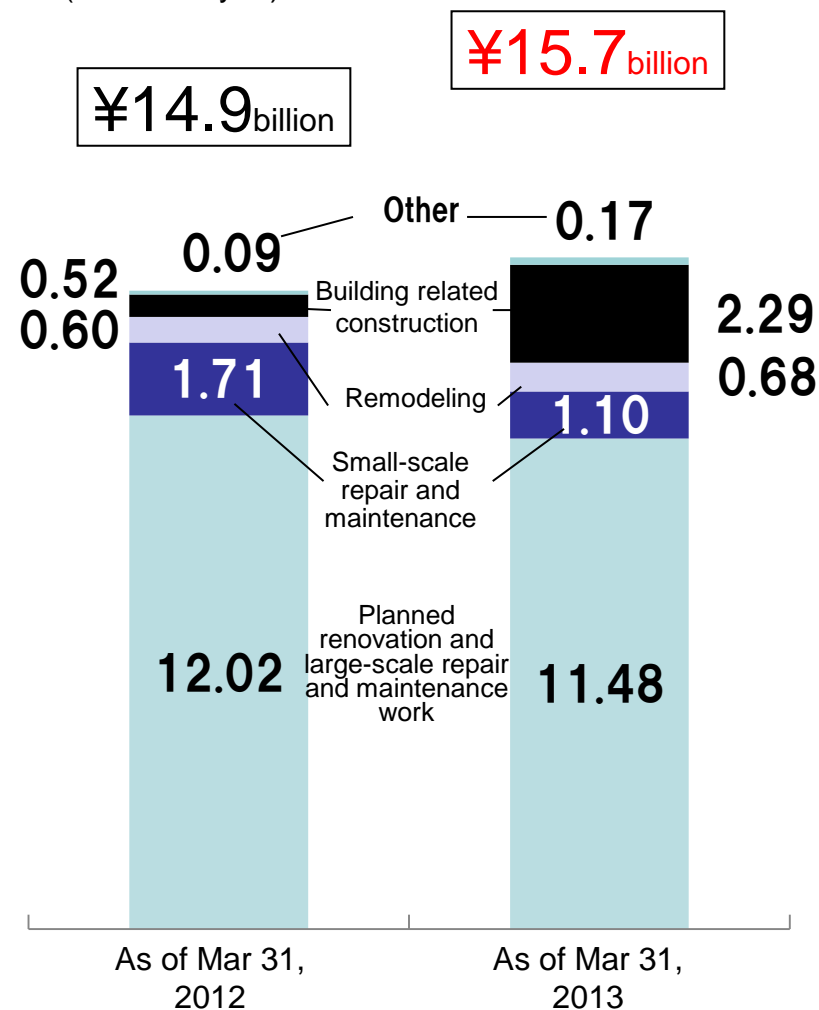 ¥15.7billion
¥14.9billion
Other
0.09
0.17
0.52
0.60
Building related
construction
2.29
0.68
1.71
Remodeling
1.10
Small-scale
repair and
maintenance
Planned
renovation and
large-scale repair
and maintenance
work
12.02
11.48
As of Mar 31,
2012
As of Mar 31,
2013